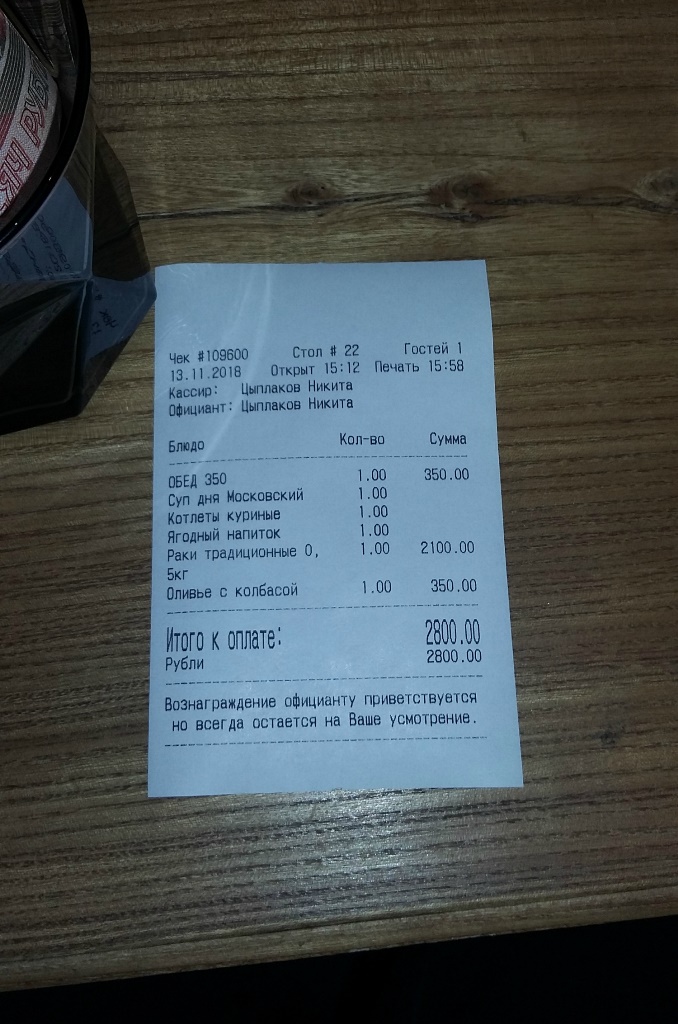 ЯЧ РУБ
Чек #109600 Стол # 22 Гостей 1
13.11.2018 Открыт 15:12 Печать 15:58
Кассир: Цыплаков Никита
Официант: Цыплаков Никита
Блюдо Кол-во Сумма
ОБЕД 350 1.00 350.00
Суп дня Московский 1.00
Котлеты куриные 1.00
Ягодный напиток 1.00
Раки традиционные 0, 1.00 2100.00
5кг
Оливье с колбасой 1.00 350.00
Итого к оплате: 2800.00
Рубли 2800.00
Вознаграждение официанту приветствуется
но всегда остается на Ваше усмотрение.